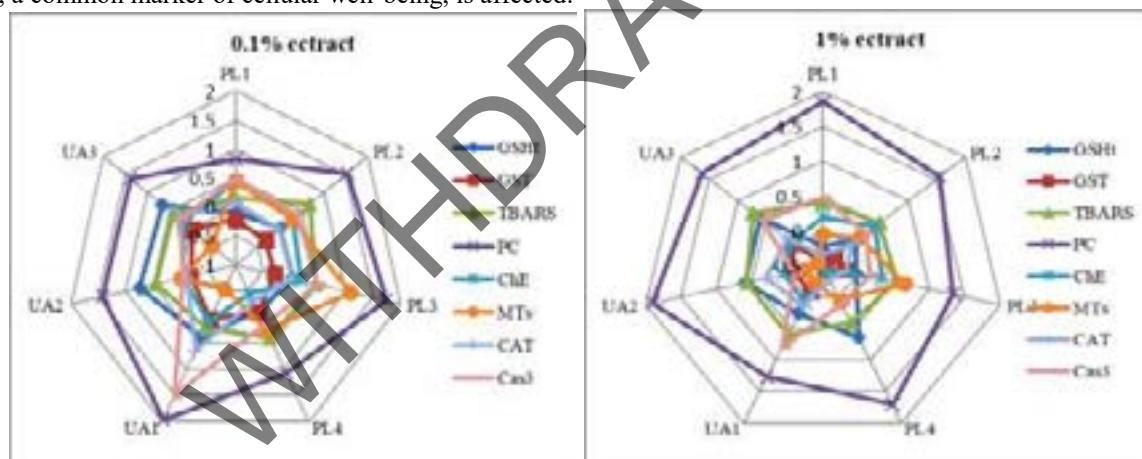 , a common marker of cellular well-being, is affected.
0.1% ectract
PL1
2
1.5
1
0.5
0
PL2
UA3
UA2
PL3
UA1
PL4
GSHt
GST
TBARS
PC
ChE
MTs
CAT
Cas3
1% ectract
PL1
2
1.5
1
0.5
0
PL2
UA3
UA2
UA1
PL4
GSHt
GST
TBARS
PC
ChE
MTs
CAT
Cas3
WITHDRA